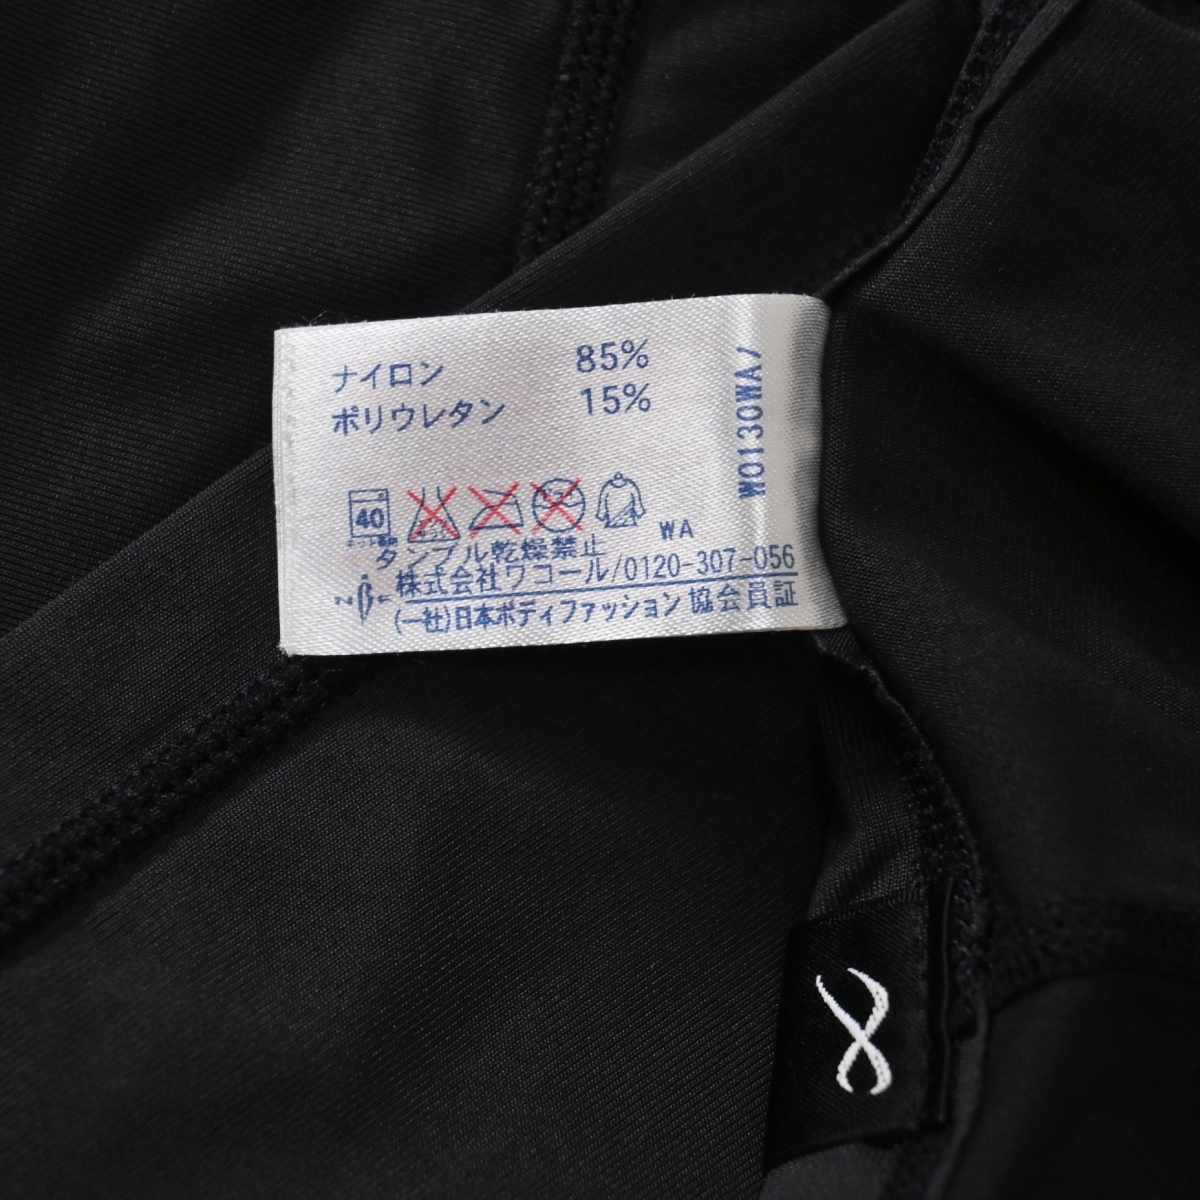 ナイロン 85%
ポリウレタン 15%
40
WA
タンブル乾燥禁止
株式会社ワコール/0120-307-056
(一社)日本ボディファッション協会員証
W0130WA/